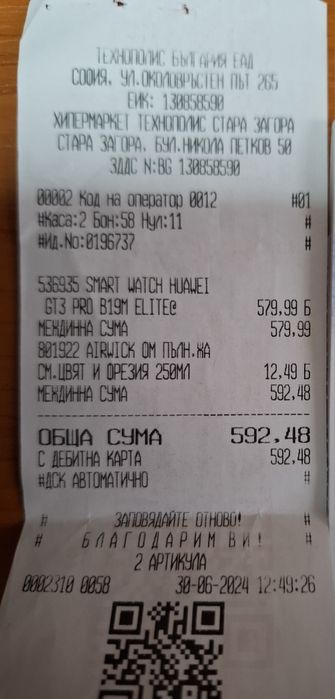 ТЕХНОПОЛИС БЪЛГАРИЯ ЕАД
СОФИЯ, УЛ.ОКОЛОВРЪСТЕН ПЪТ 265
ЕИК: 130858590
ХИПЕРМАРКЕТ ТЕХНОПОЛИС СТАРА ЗАГОРА
СТАРА ЗАГОРА, БУЛ.НИКОЛА ПЕТКОВ 50
ЗДДС N:BG 130858590
00002 Код на оператор 0012 #01
#Каса:2 Бон:58 Нул:11 #
#Ид.No:0196737 #
536935 SMART WATCH HUAWEI
GT3 PRO B19M ELITE@ 579,99 Б
МЕЖДИННА СУМА 579,99
801922 AIRWICK ОМ ПЪЛН.ЖА
СМ.ЦВЯТ И ФРЕЗИЯ 250МЛ 12,49 Б
МЕЖДИННА СУМА 592,48
ОБЩА СУМА 592,48
С ДЕБИТНА КАРТА 592,48
#ДСК АВТОМАТИЧНО #
# ЗАПОВЯДАЙТЕ ОТНОВО! #
# Б Л А Г О Д А Р И М В И ! #
2 АРТИКУЛА
0002310 0058 30-06-2024 12:49:26